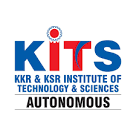 KITS
KKR & KSR INSTITUTE OF
TECHNOLOGY & SCIENCES
AUTONOMOUS